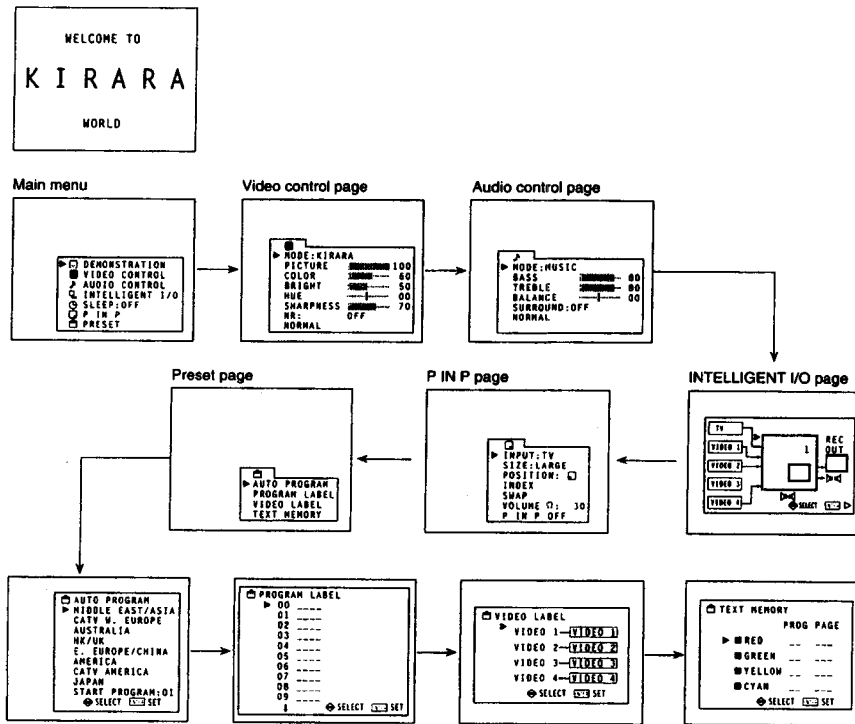 WELCOME TO
KIRARA
WORLD
Main menu
DEMONSTRATION
VIDEO CONTROL
AUDIO CONTROL
INTELLIGENT I/O
SLEEP:OFF
P IN P
PRESET
Video control page
MODE:KIRARA
PICTURE 100
COLOR 60
BRIGHT 50
HUE 00
SHARPNESS 70
NR: OFF
NORMAL
Audio control page
MODE:MUSIC
BASS 80
TREBLE 80
BALANCE 00
SURROUND:OFF
NORMAL
Preset page
AUTO PROGRAM
PROGRAM LABEL
VIDEO LABEL
TEXT MEMORY
P IN P page
INPUT:TV
SIZE:LARGE
POSITION:
INDEX
SWAP
VOLUME Ω: 30
P IN P OFF
INTELLIGENT I/O page
TV
VIDEO 1
VIDEO 2
VIDEO 3
VIDEO 4
1
REC
OUT
SELECT
AUTO PROGRAM
MIDDLE EAST/ASIA
CATV W. EUROPE
AUSTRALIA
HK/UK
E. EUROPE/CHINA
AMERICA
CATV AMERICA
JAPAN
START PROGRAM:01
SELECT SET
PROGRAM LABEL
00 ----
01 ----
02 ----
03 ----
04 ----
05 ----
06 ----
07 ----
08 ----
09 ----
SELECT SET
VIDEO LABEL
VIDEO 1—VIDEO 1
VIDEO 2—VIDEO 2
VIDEO 3—VIDEO 3
VIDEO 4—VIDEO 4
SELECT SET
TEXT MEMORY
PROG PAGE
RED -- ---
GREEN -- ---
YELLOW -- ---
CYAN -- ---
SELECT SET